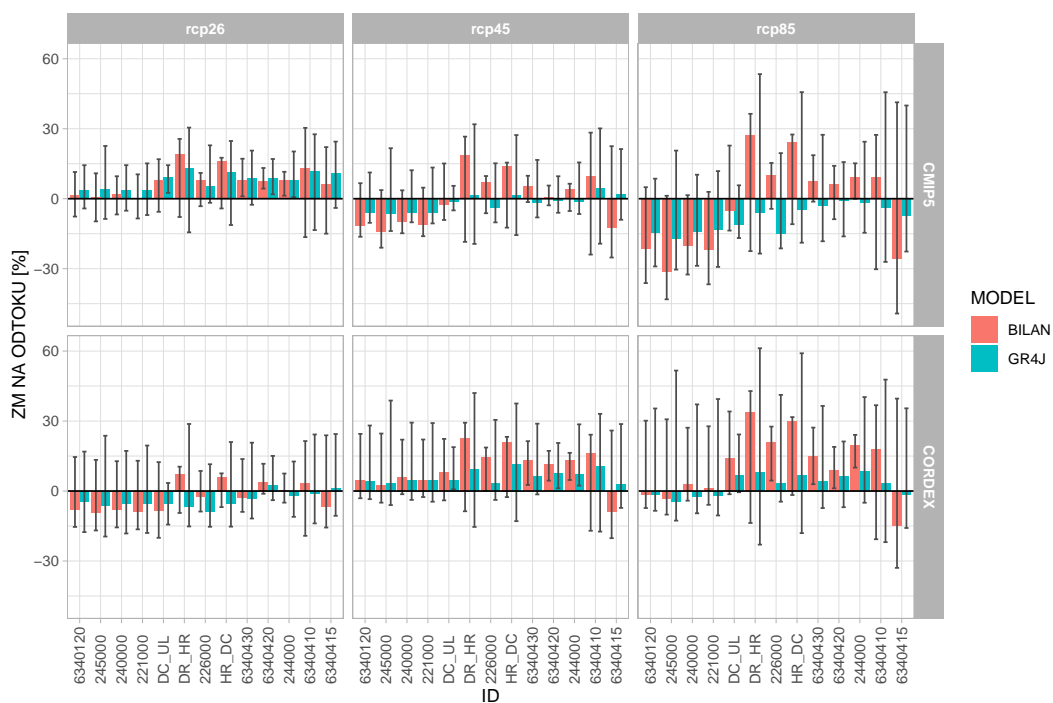 rcp26 rcp45 rcp85
60
30
0
−30
CMIP5
60
30
0
−30
CORDEX
ZM NA ODTOKU [%]
6340120 245000 240000 221000 DC_UL DR_HR 226000 HR_DC 6340430 6340420 244000 6340410 6340415
6340120 245000 240000 221000 DC_UL DR_HR 226000 HR_DC 6340430 6340420 244000 6340410 6340415
6340120 245000 240000 221000 DC_UL DR_HR 226000 HR_DC 6340430 6340420 244000 6340410 6340415
ID
MODEL
BILAN
GR4J